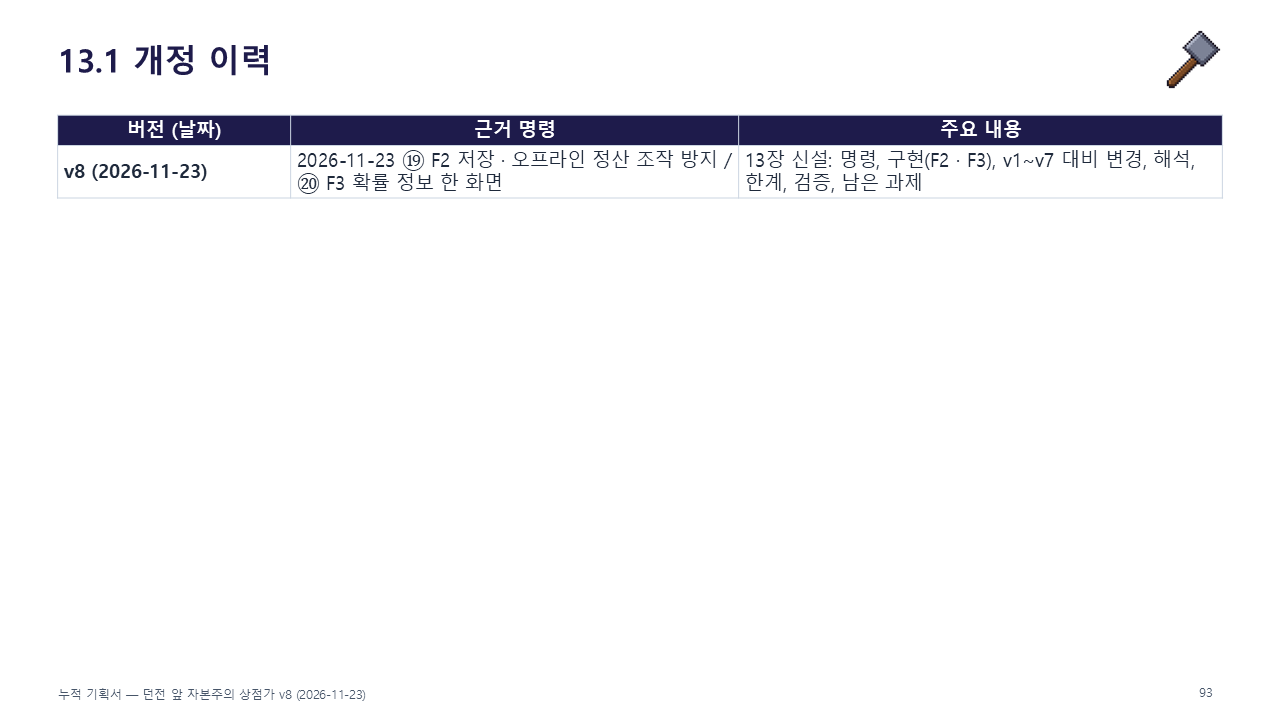 13.1 개정 이력
버전 (날짜)
근거 명령
주요 내용
v8 (2026-11-23)
2026-11-23 ⑲ F2 저장 · 오프라인 정산 조작 방지 /
⑳ F3 확률 정보 한 화면
13장 신설: 명령, 구현(F2 · F3), v1~v7 대비 변경, 해석,
한계, 검증, 남은 과제
누적 기획서 — 던전 앞 자본주의 상점가 v8 (2026-11-23)
93